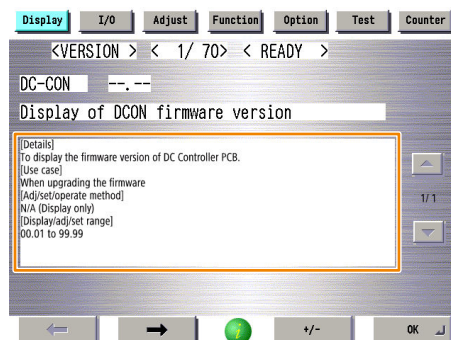 Display I/O Adjust Function Option Test Counter
<VERSION > < 1/ 70> < READY >
DC-CON --.--
Display of DCON firmware version
[Details]
To display the firmware version of DC Controller PCB.
[Use case]
When upgrading the firmware
[Adj/set/operate method]
N/A (Display only)
[Display/adj/set range]
00.01 to 99.99
1/1
i +/- OK